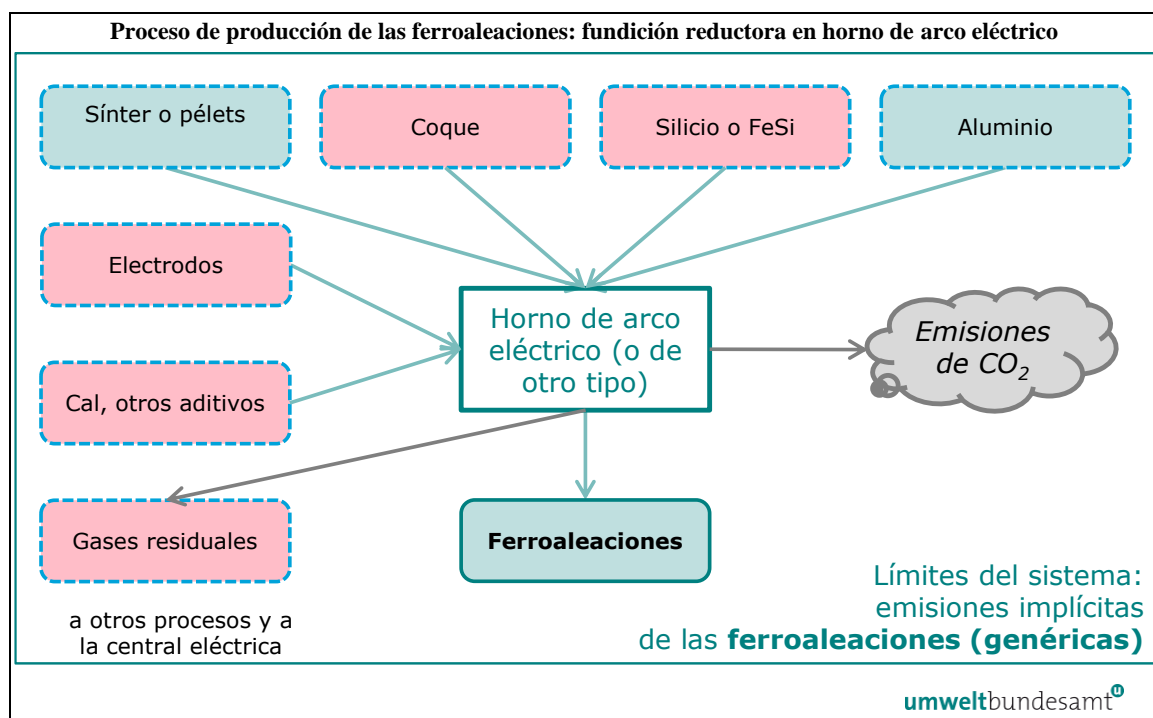 Proceso de producción de las ferroaleaciones: fundición reductora en horno de arco eléctrico
Sínter o pélets
Coque
Silicio o FeSi
Aluminio
Electrodos
Horno de arco
eléctrico (o de
otro tipo)
Emisiones
de CO2
Cal, otros aditivos
Gases residuales
Ferroaleaciones
a otros procesos y a
la central eléctrica
Límites del sistema:
emisiones implícitas
de las ferroaleaciones (genéricas)
umweltbundesamt u